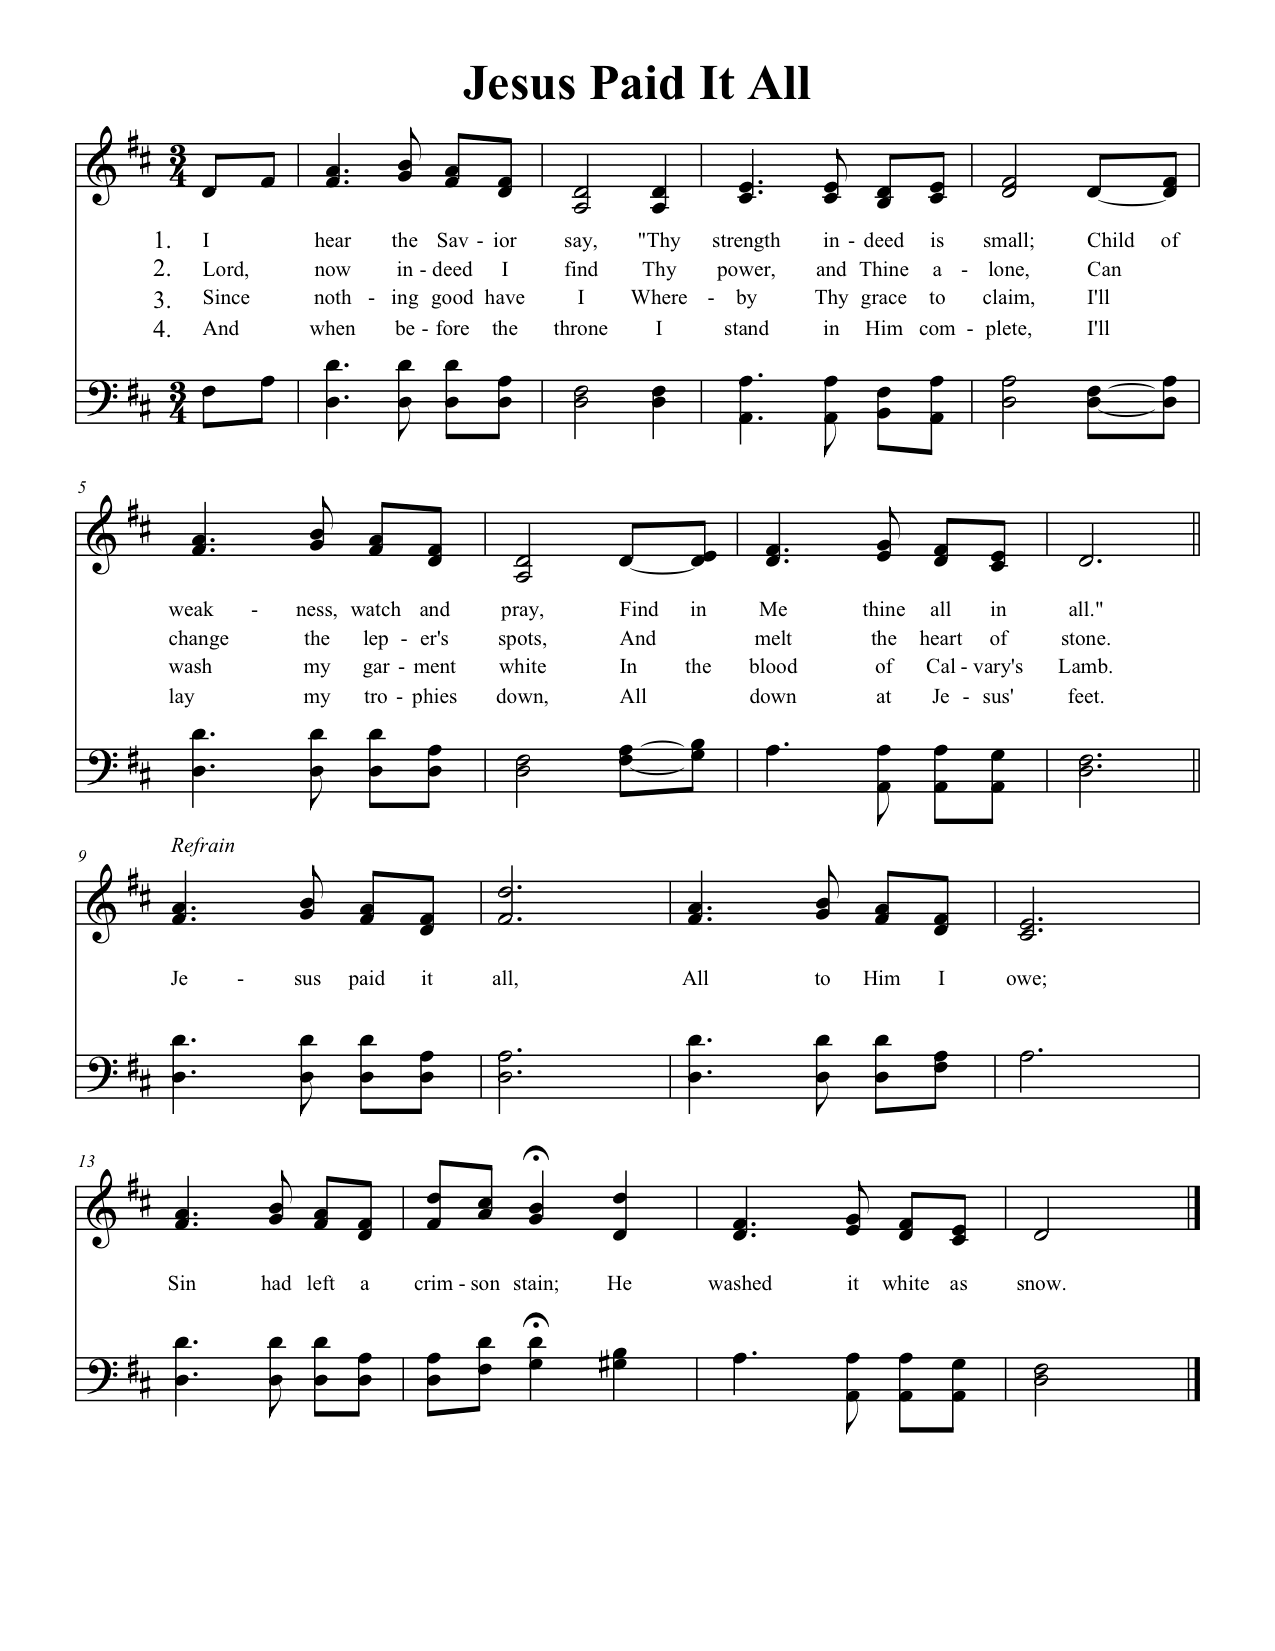 Jesus Paid It All
1. I hear the Sav - ior say, "Thy strength in - deed is small; Child of
2. Lord, now in - deed I find Thy power, and Thine a - lone, Can
3. Since noth - ing good have I Where - by Thy grace to claim, I'll
4. And when be - fore the throne I stand in Him com - plete, I'll
5
weak - ness, watch and pray, Find in Me thine all in all."
change the lep - er's spots, And melt the heart of stone.
wash my gar - ment white In the blood of Cal - vary's Lamb.
lay my tro - phies down, All down at Je - sus' feet.
Refrain
9
Je - sus paid it all, All to Him I owe;
13
Sin had left a crim - son stain; He washed it white as snow.